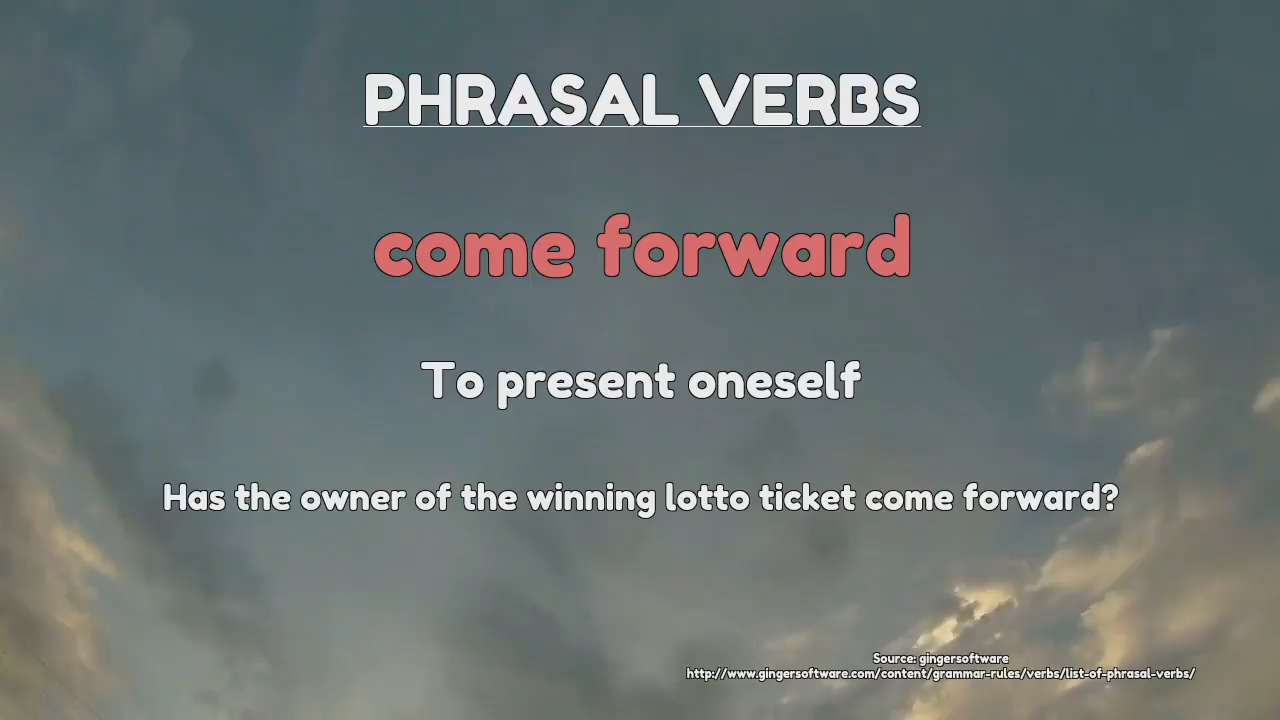 PHRASAL VERBS
come forward
To present oneself
Has the owner of the winning lotto ticket come forward?
Source: gingersoftware
http://www.gingersoftware.com/content/grammar-rules/verbs/list-of-phrasal-verbs/